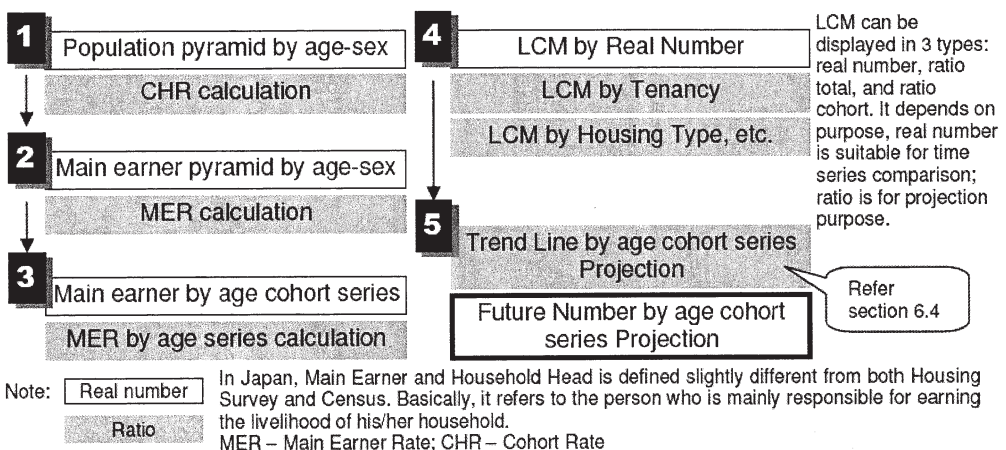 1
Population pyramid by age-sex
CHR calculation
2
Main earner pyramid by age-sex
MER calculation
3
Main earner by age cohort series
MER by age series calculation
4
LCM by Real Number
LCM by Tenancy
LCM by Housing Type, etc.
5
Trend Line by age cohort series
Projection
Future Number by age cohort
series Projection
LCM can be
displayed in 3 types:
real number, ratio
total, and ratio
cohort. It depends on
purpose, real number
is suitable for time
series comparison;
ratio is for projection
purpose.
Refer
section 6.4
Note:
Real number
Ratio
In Japan, Main Earner and Household Head is defined slightly different from both Housing
Survey and Census. Basically, it refers to the person who is mainly responsible for earning
the livelihood of his/her household.
MER – Main Earner Rate; CHR – Cohort Rate